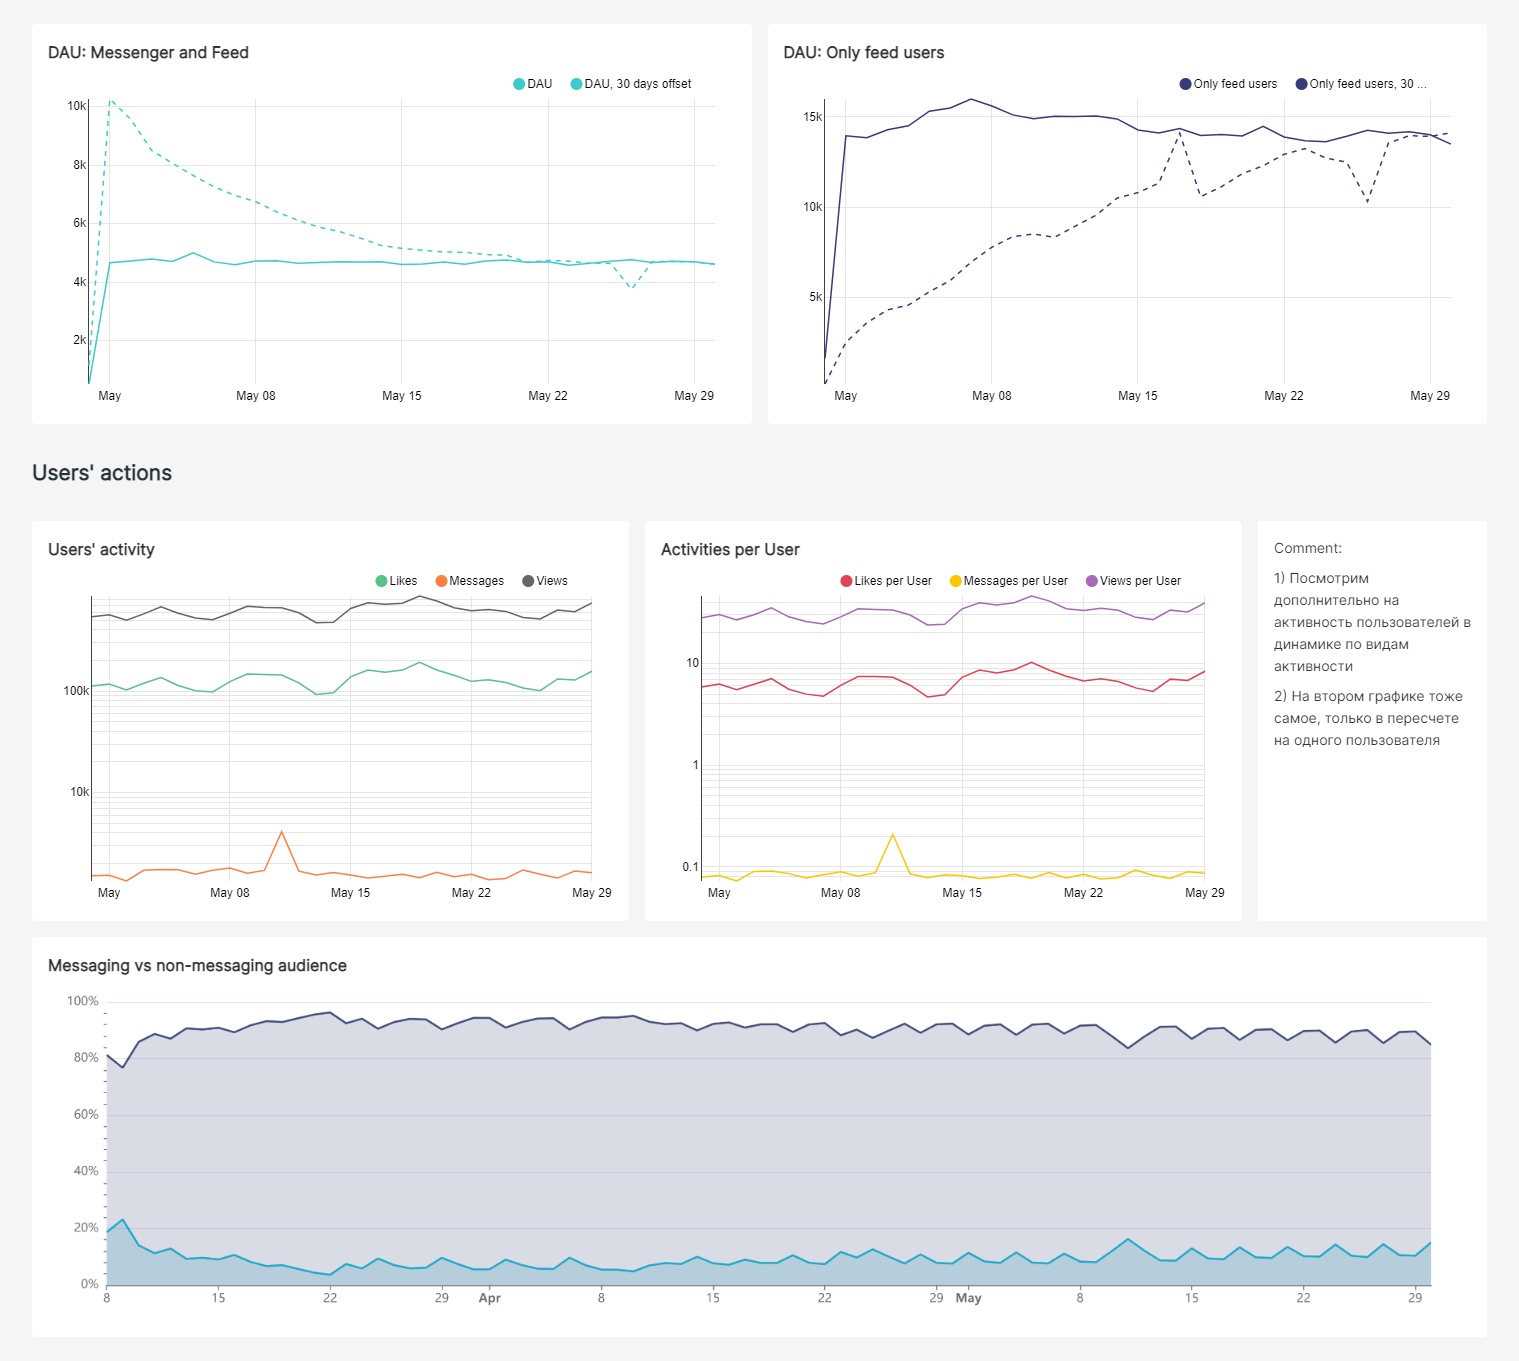 DAU: Messenger and Feed
DAU
DAU, 30 days offset
10k
8k
6k
4k
2k
May
May 08
May 15
May 22
May 29
DAU: Only feed users
Only feed users
Only feed users, 30 ...
15k
10k
5k
May
May 08
May 15
May 22
May 29
Users' actions
Users' activity
Likes
Messages
Views
100k
10k
May
May 08
May 15
May 22
May 29
Activities per User
Likes per User
Messages per User
Views per User
10
1
0.1
May
May 08
May 15
May 22
May 29
Comment:
1) Посмотрим
дополнительно на
активность пользователей в
динамике по видам
активности
2) На втором графике тоже
самое, только в пересчете
на одного пользователя
Messaging vs non-messaging audience
100%
80%
60%
40%
20%
0%
8
15
22
29
Apr
8
15
22
29
May
8
15
22
29